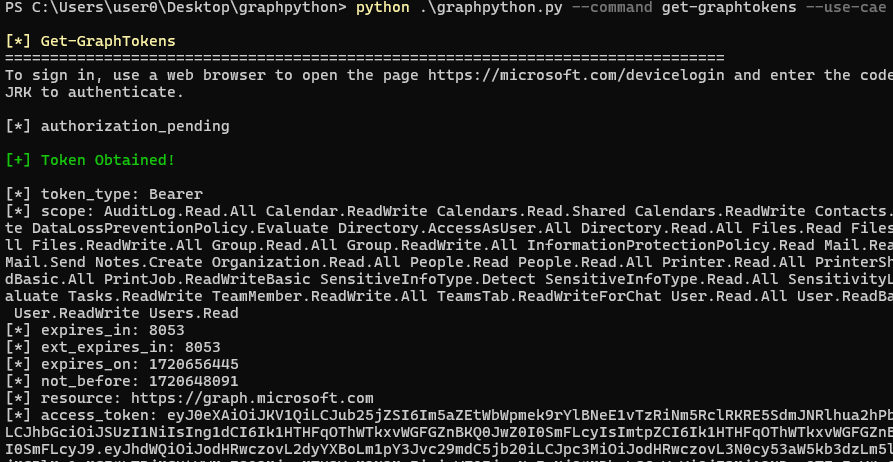 PS C:\Users\user0\Desktop\graphpython> python .\graphpython.py --command get-graphtokens --use-cae
[*] Get-GraphTokens
================================================================================
To sign in, use a web browser to open the page https://microsoft.com/devicelogin and enter the code
JRK to authenticate.
[*] authorization_pending
[+] Token Obtained!
[*] token_type: Bearer
[*] scope: AuditLog.Read.All Calendar.ReadWrite Calendars.Read.Shared Calendars.ReadWrite Contacts.
te DataLossPreventionPolicy.Evaluate Directory.AccessAsUser.All Directory.Read.All Files.Read Files
ll Files.ReadWrite.All Group.Read.All Group.ReadWrite.All InformationProtectionPolicy.Read Mail.Rea
Mail.Send Notes.Create Organization.Read.All People.Read People.Read.All Printer.Read.All PrinterSh
dBasic.All PrintJob.ReadWriteBasic SensitiveInfoType.Detect SensitiveInfoType.Read.All SensitivityL
aluate Tasks.ReadWrite TeamMember.ReadWrite.All TeamsTab.ReadWriteForChat User.Read.All User.ReadBa
User.ReadWrite Users.Read
[*] expires_in: 8053
[*] ext_expires_in: 8053
[*] expires_on: 1720656445
[*] not_before: 1720648091
[*] resource: https://graph.microsoft.com
[*] access_token: